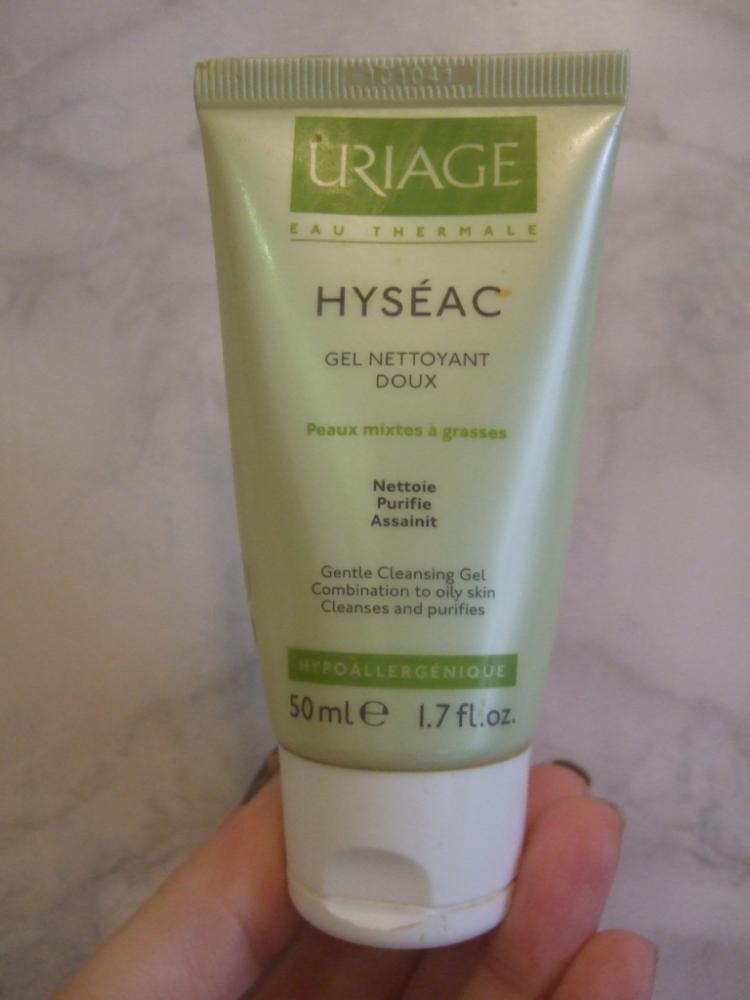 101041
URIAGE
EAU THERMALE
HYSÉAC
GEL NETTOYANT
DOUX
Peaux mixtes à grasses
Nettoie
Purifie
Assainit
Gentle Cleansing Gel
Combination to oily skin
Cleanses and purifies
HYPOALLERGÉNIQUE
50 ml e 1.7 fl.oz.